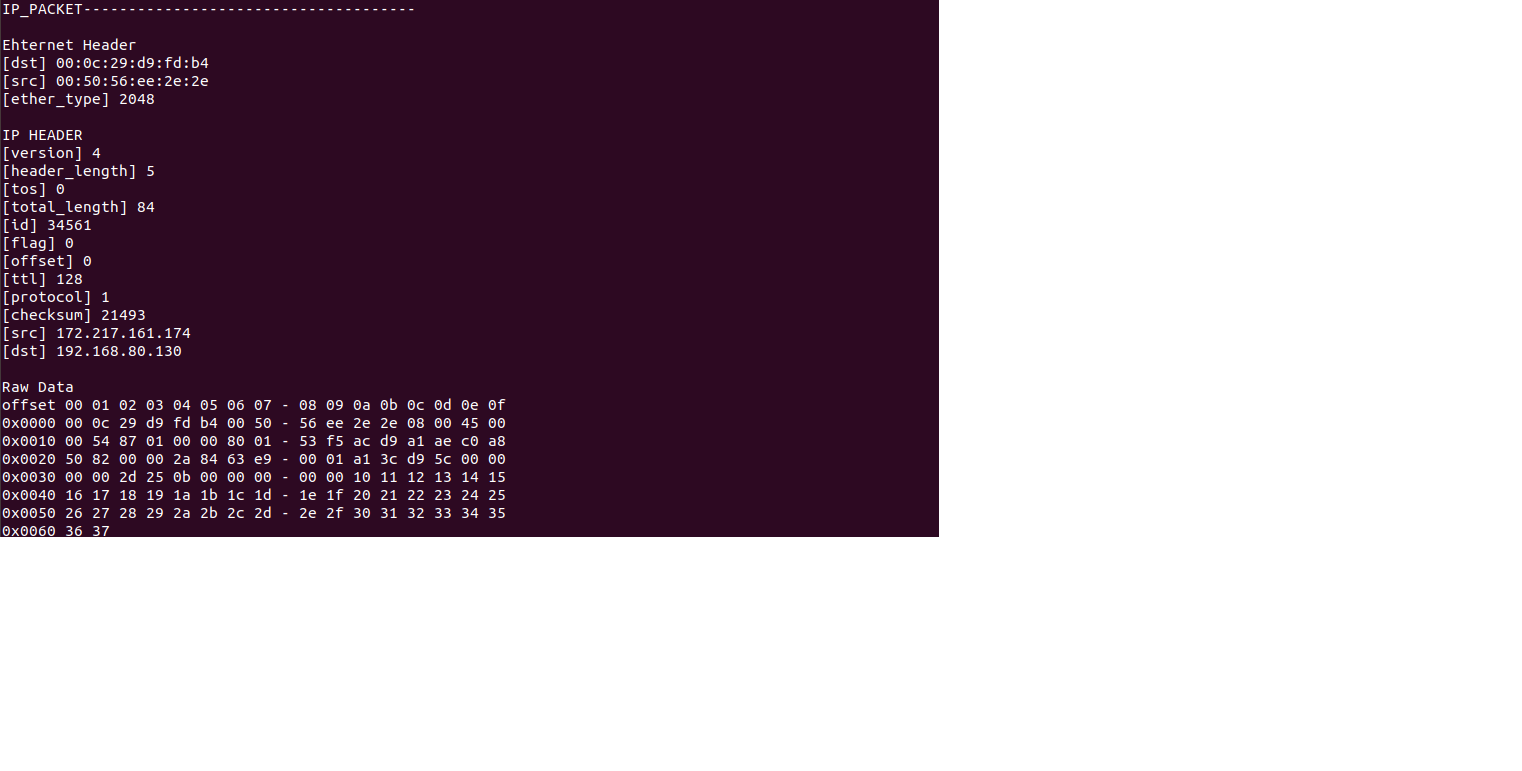 IP_PACKET-------------------------------------
Ehternet Header
[dst] 00:0c:29:d9:fd:b4
[src] 00:50:56:ee:2e:2e
[ether_type] 2048
IP HEADER
[version] 4
[header_length] 5
[tos] 0
[total_length] 84
[id] 34561
[flag] 0
[offset] 0
[ttl] 128
[protocol] 1
[checksum] 21493
[src] 172.217.161.174
[dst] 192.168.80.130
Raw Data
offset 00 01 02 03 04 05 06 07 - 08 09 0a 0b 0c 0d 0e 0f
0x0000 00 0c 29 d9 fd b4 00 50 - 56 ee 2e 2e 08 00 45 00
0x0010 00 54 87 01 00 00 80 01 - 53 f5 ac d9 a1 ae c0 a8
0x0020 50 82 00 00 2a 84 63 e9 - 00 01 a1 3c d9 5c 00 00
0x0030 00 00 2d 25 0b 00 00 00 - 00 00 10 11 12 13 14 15
0x0040 16 17 18 19 1a 1b 1c 1d - 1e 1f 20 21 22 23 24 25
0x0050 26 27 28 29 2a 2b 2c 2d - 2e 2f 30 31 32 33 34 35
0x0060 36 37